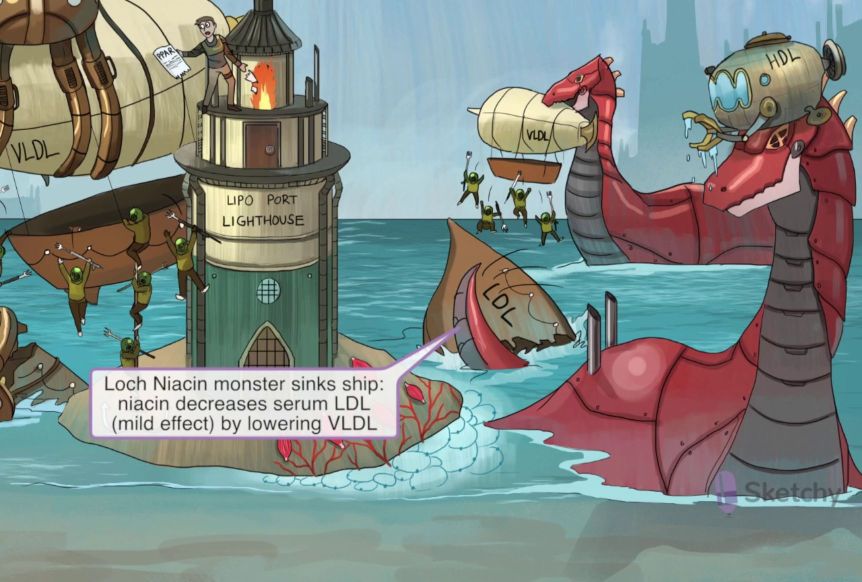 PPAR
HDL
VLDL
VLDL
LIPO PORT
LIGHTHOUSE
LDL
Loch Niacin monster sinks ship:
niacin decreases serum LDL
(mild effect) by lowering VLDL
Sketchy